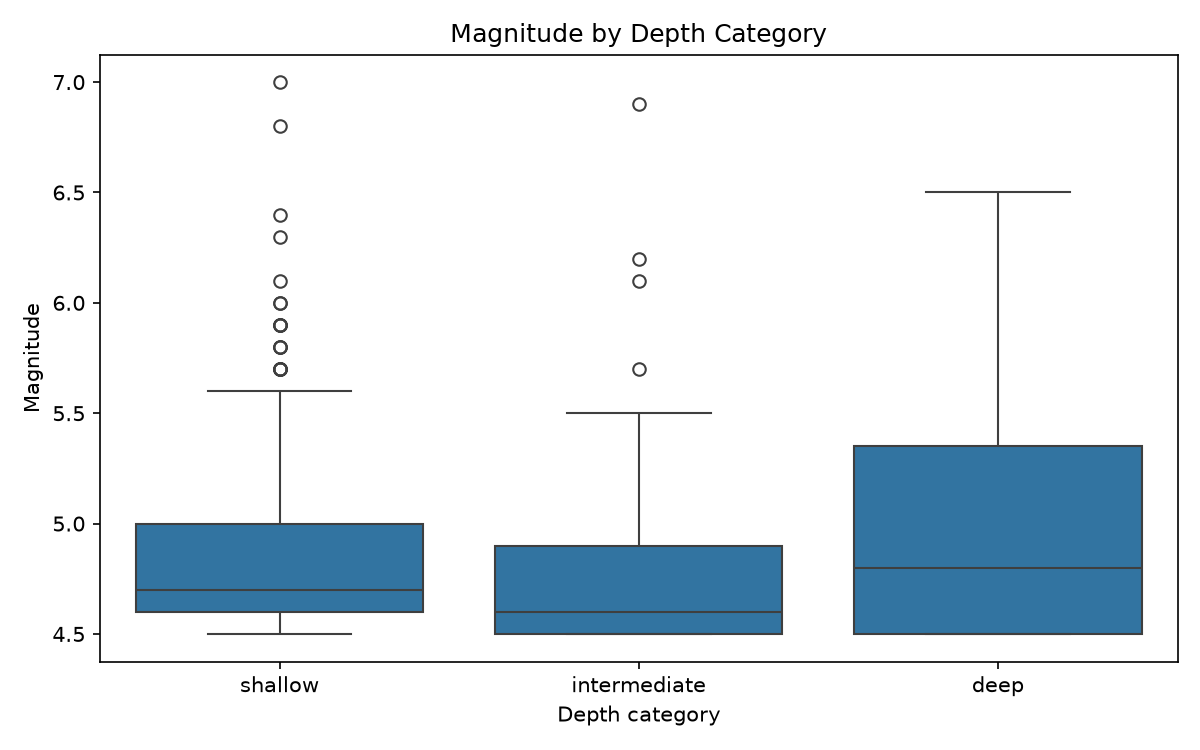 Magnitude by Depth Category
7.0
6.5
6.0
5.5
5.0
4.5
Magnitude
shallow
intermediate
deep
Depth category